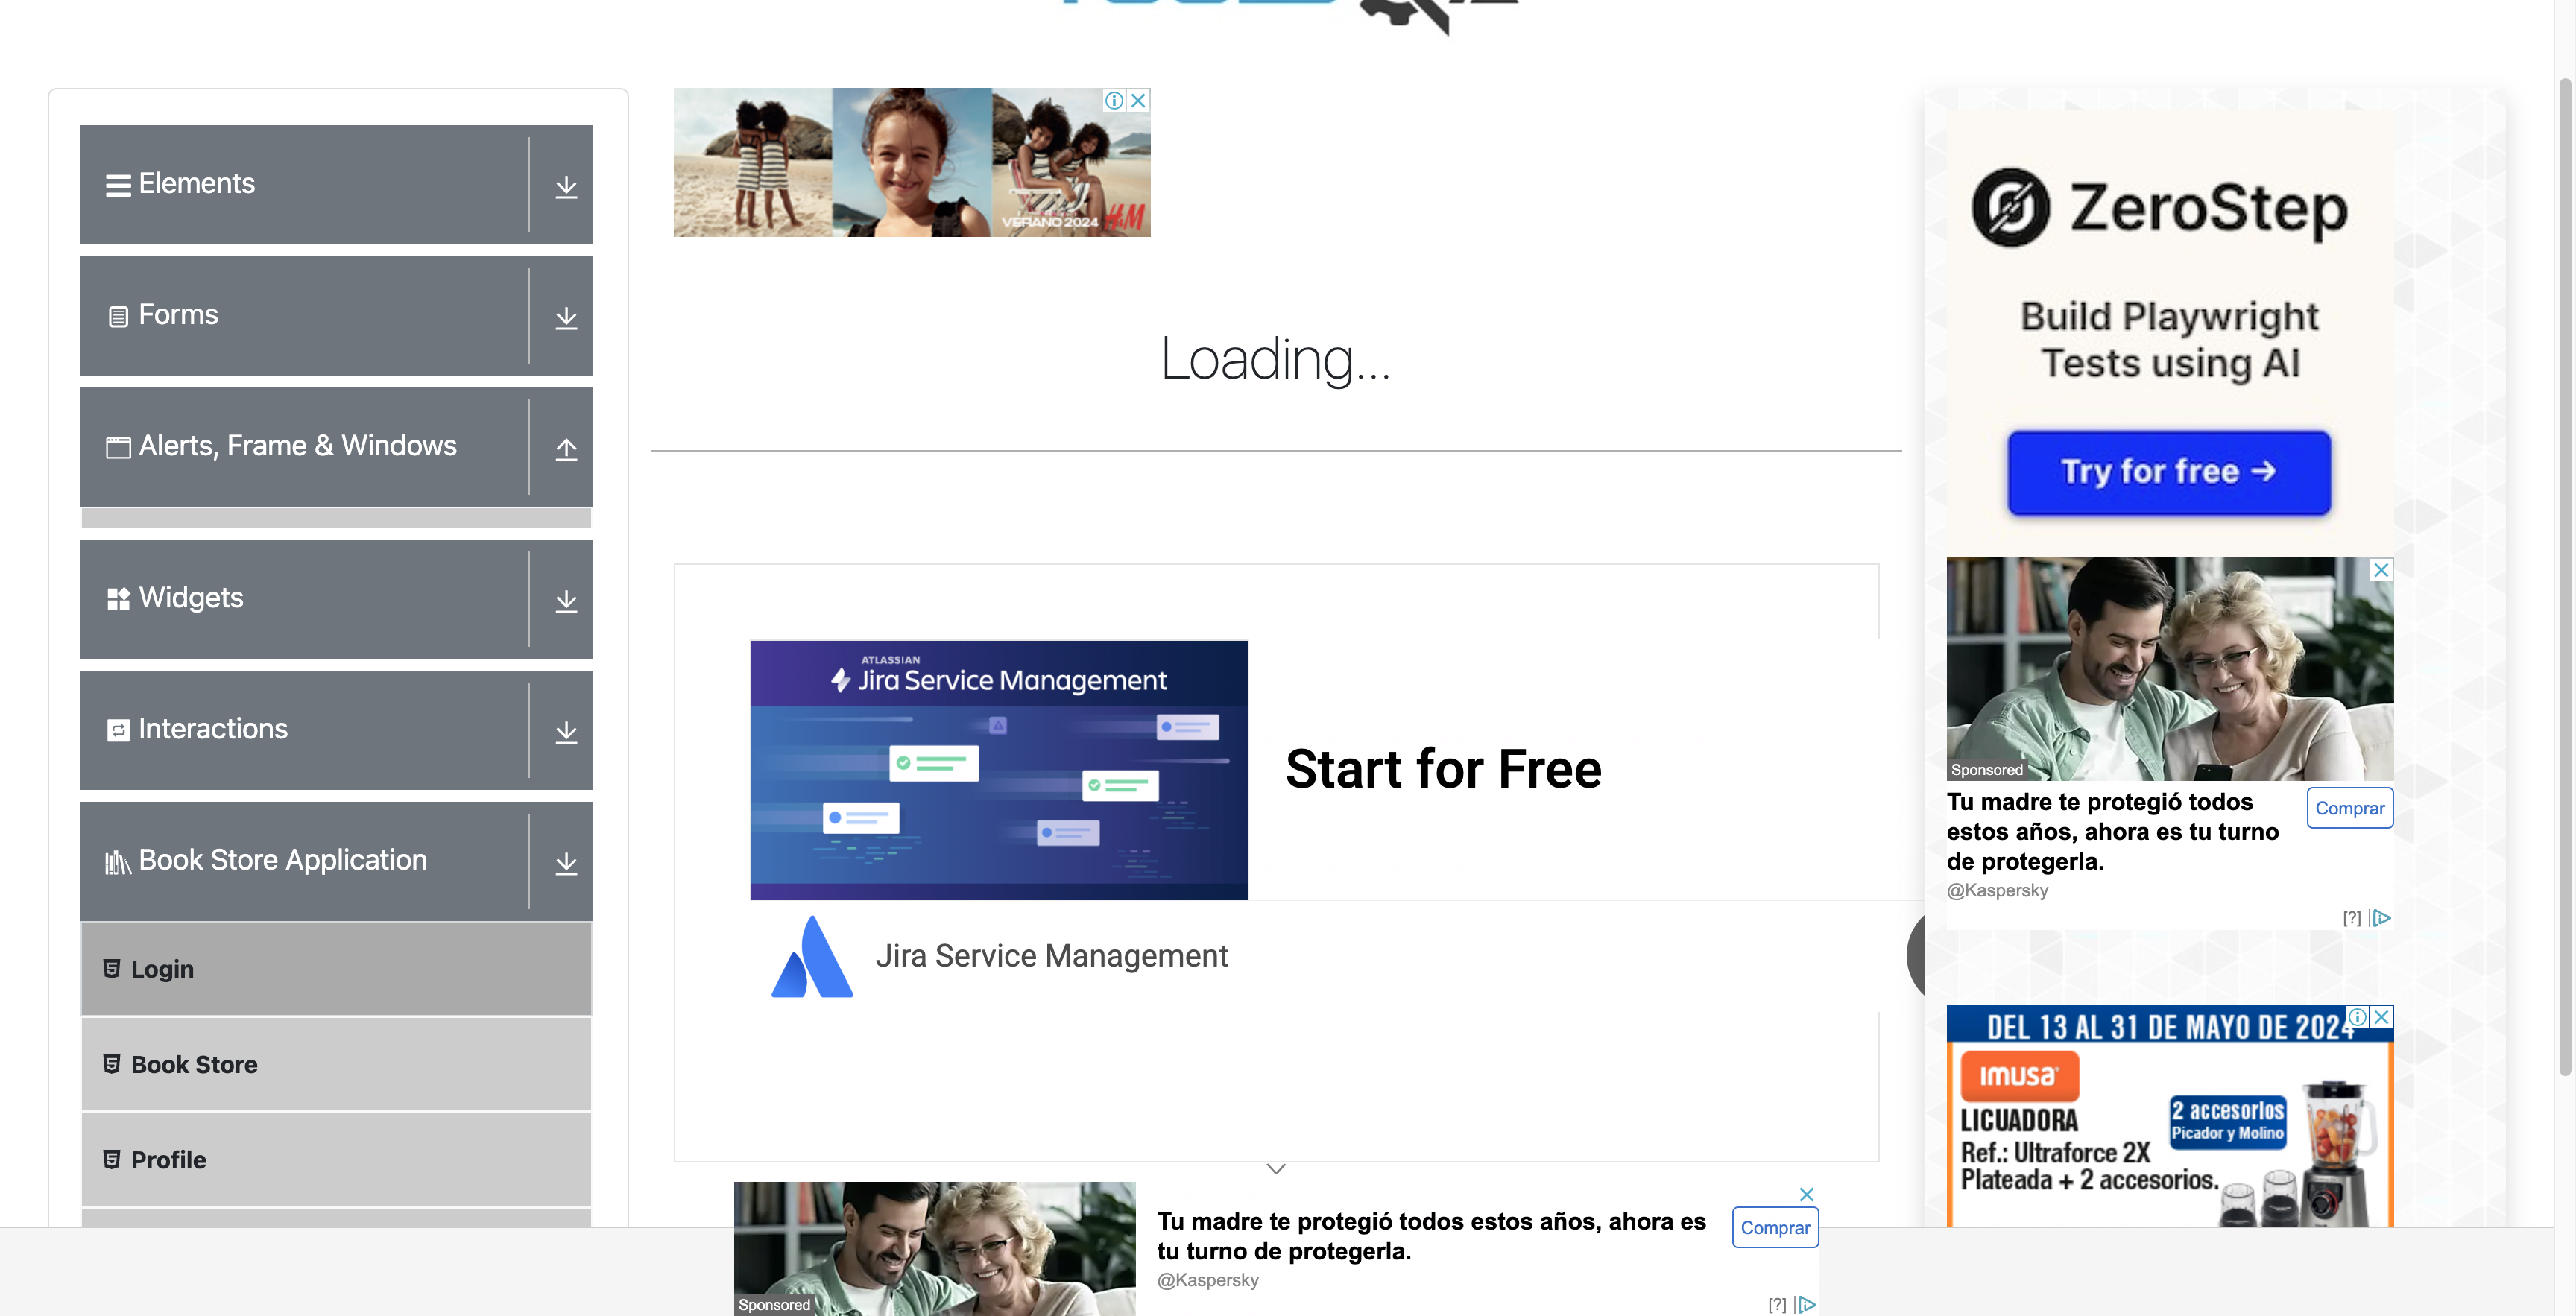 Elements
Forms
Alerts, Frame & Windows
Widgets
Interactions
Book Store Application
Login
Book Store
Profile
VERANO 2024 H&M
Loading...
ATLASSIAN
Jira Service Management
Start for Free
Jira Service Management
Sponsored
Tu madre te protegió todos estos años, ahora es
tu turno de protegerla.
@Kaspersky
Comprar
[?]
ZeroStep
Build Playwright
Tests using AI
Try for free →
Sponsored
Tu madre te protegió todos
estos años, ahora es tu turno
de protegerla.
@Kaspersky
Comprar
[?]
DEL 13 AL 31 DE MAYO DE 2024
IMUSA
LICUADORA
Ref.: Ultraforce 2X
Plateada + 2 accesorios.
2 accesorios
Picador y Molino